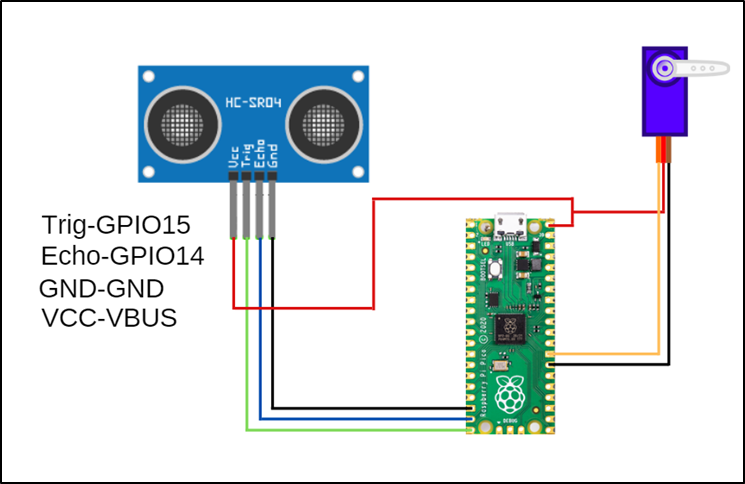 HC-SR04
Vcc
Trig
Echo
Gnd
Trig-GPIO15
Echo-GPIO14
GND-GND
VCC-VBUS
LED
USB
BOOTSEL
Raspberry Pi Pico © 2020
DEBUG